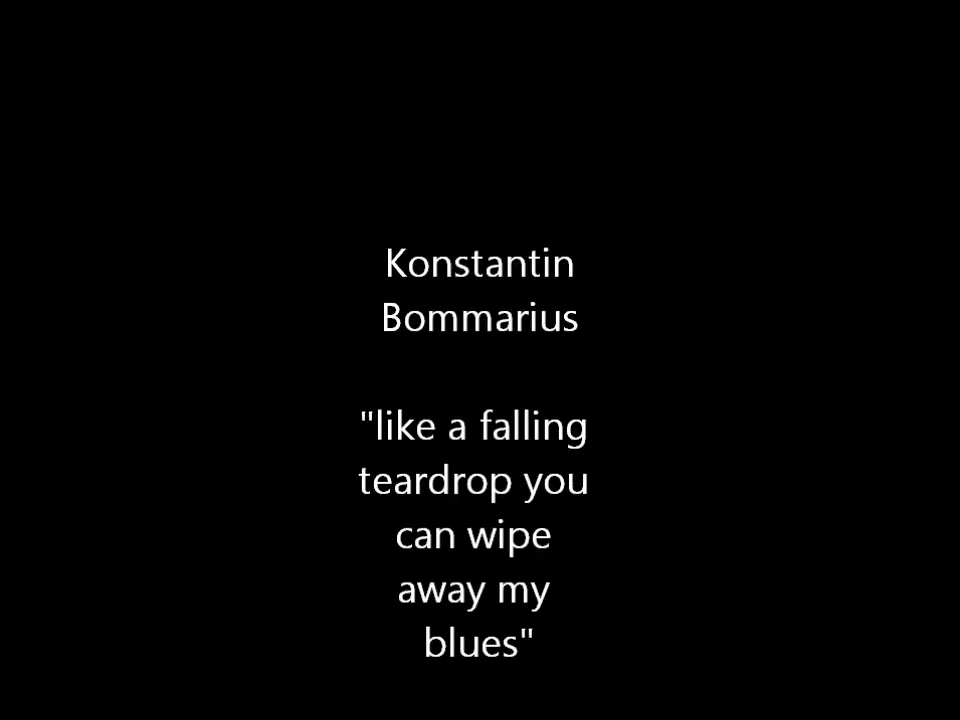 Konstantin
Bommarius
"like a falling
teardrop you
can wipe
away my
blues"